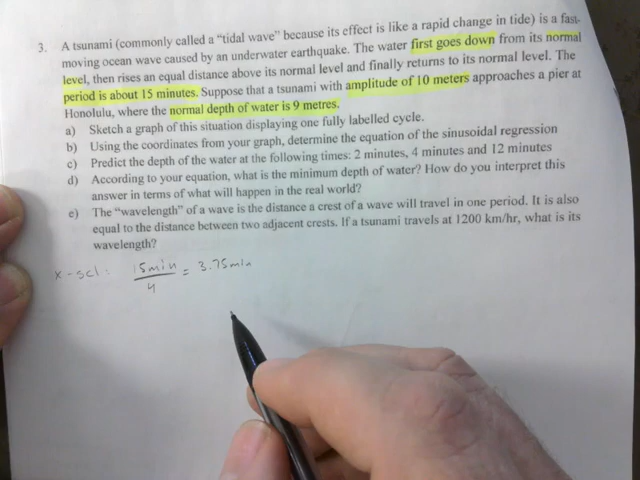 3. A tsunami (commonly called a “tidal wave” because its effect is like a rapid change in tide) is a fast-
moving ocean wave caused by an underwater earthquake. The water first goes down from its normal
level, then rises an equal distance above its normal level and finally returns to its normal level. The
period is about 15 minutes. Suppose that a tsunami with amplitude of 10 meters approaches a pier at
Honolulu, where the normal depth of water is 9 metres.
a) Sketch a graph of this situation displaying one fully labelled cycle.
b) Using the coordinates from your graph, determine the equation of the sinusoidal regression
c) Predict the depth of the water at the following times: 2 minutes, 4 minutes and 12 minutes
d) According to your equation, what is the minimum depth of water? How do you interpret this
answer in terms of what will happen in the real world?
e) The “wavelength” of a wave is the distance a crest of a wave will travel in one period. It is also
equal to the distance between two adjacent crests. If a tsunami travels at 1200 km/hr, what is its
wavelength?
x-scl: 15min = 3.75min
4